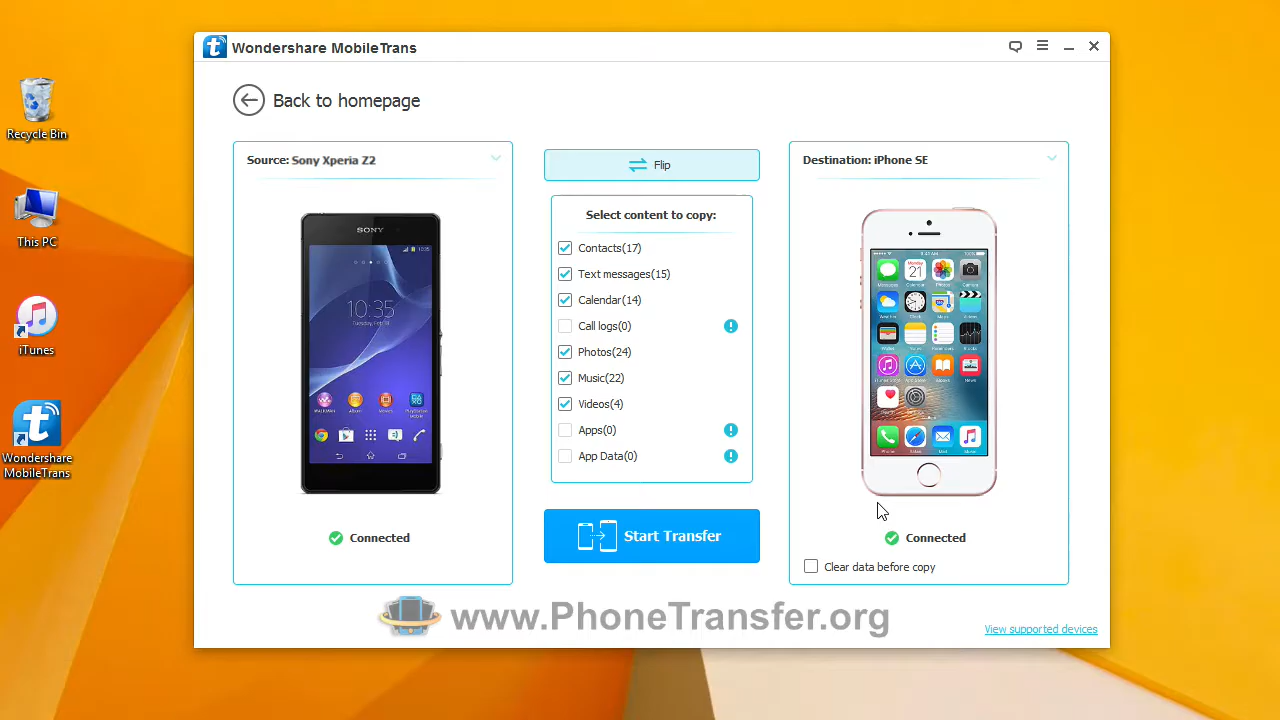 Wondershare MobileTrans
Back to homepage
Recycle Bin
This PC
iTunes
Wondershare
MobileTrans
Source: Sony Xperia Z2
SONY
10:35
Flip
Select content to copy:
Contacts(17)
Text messages(15)
Calendar(14)
Call logs(0)
Photos(24)
Music(22)
Videos(4)
Apps(0)
App Data(0)
Start Transfer
Connected
Destination: iPhone SE
Connected
Clear data before copy
www.PhoneTransfer.org
View supported devices